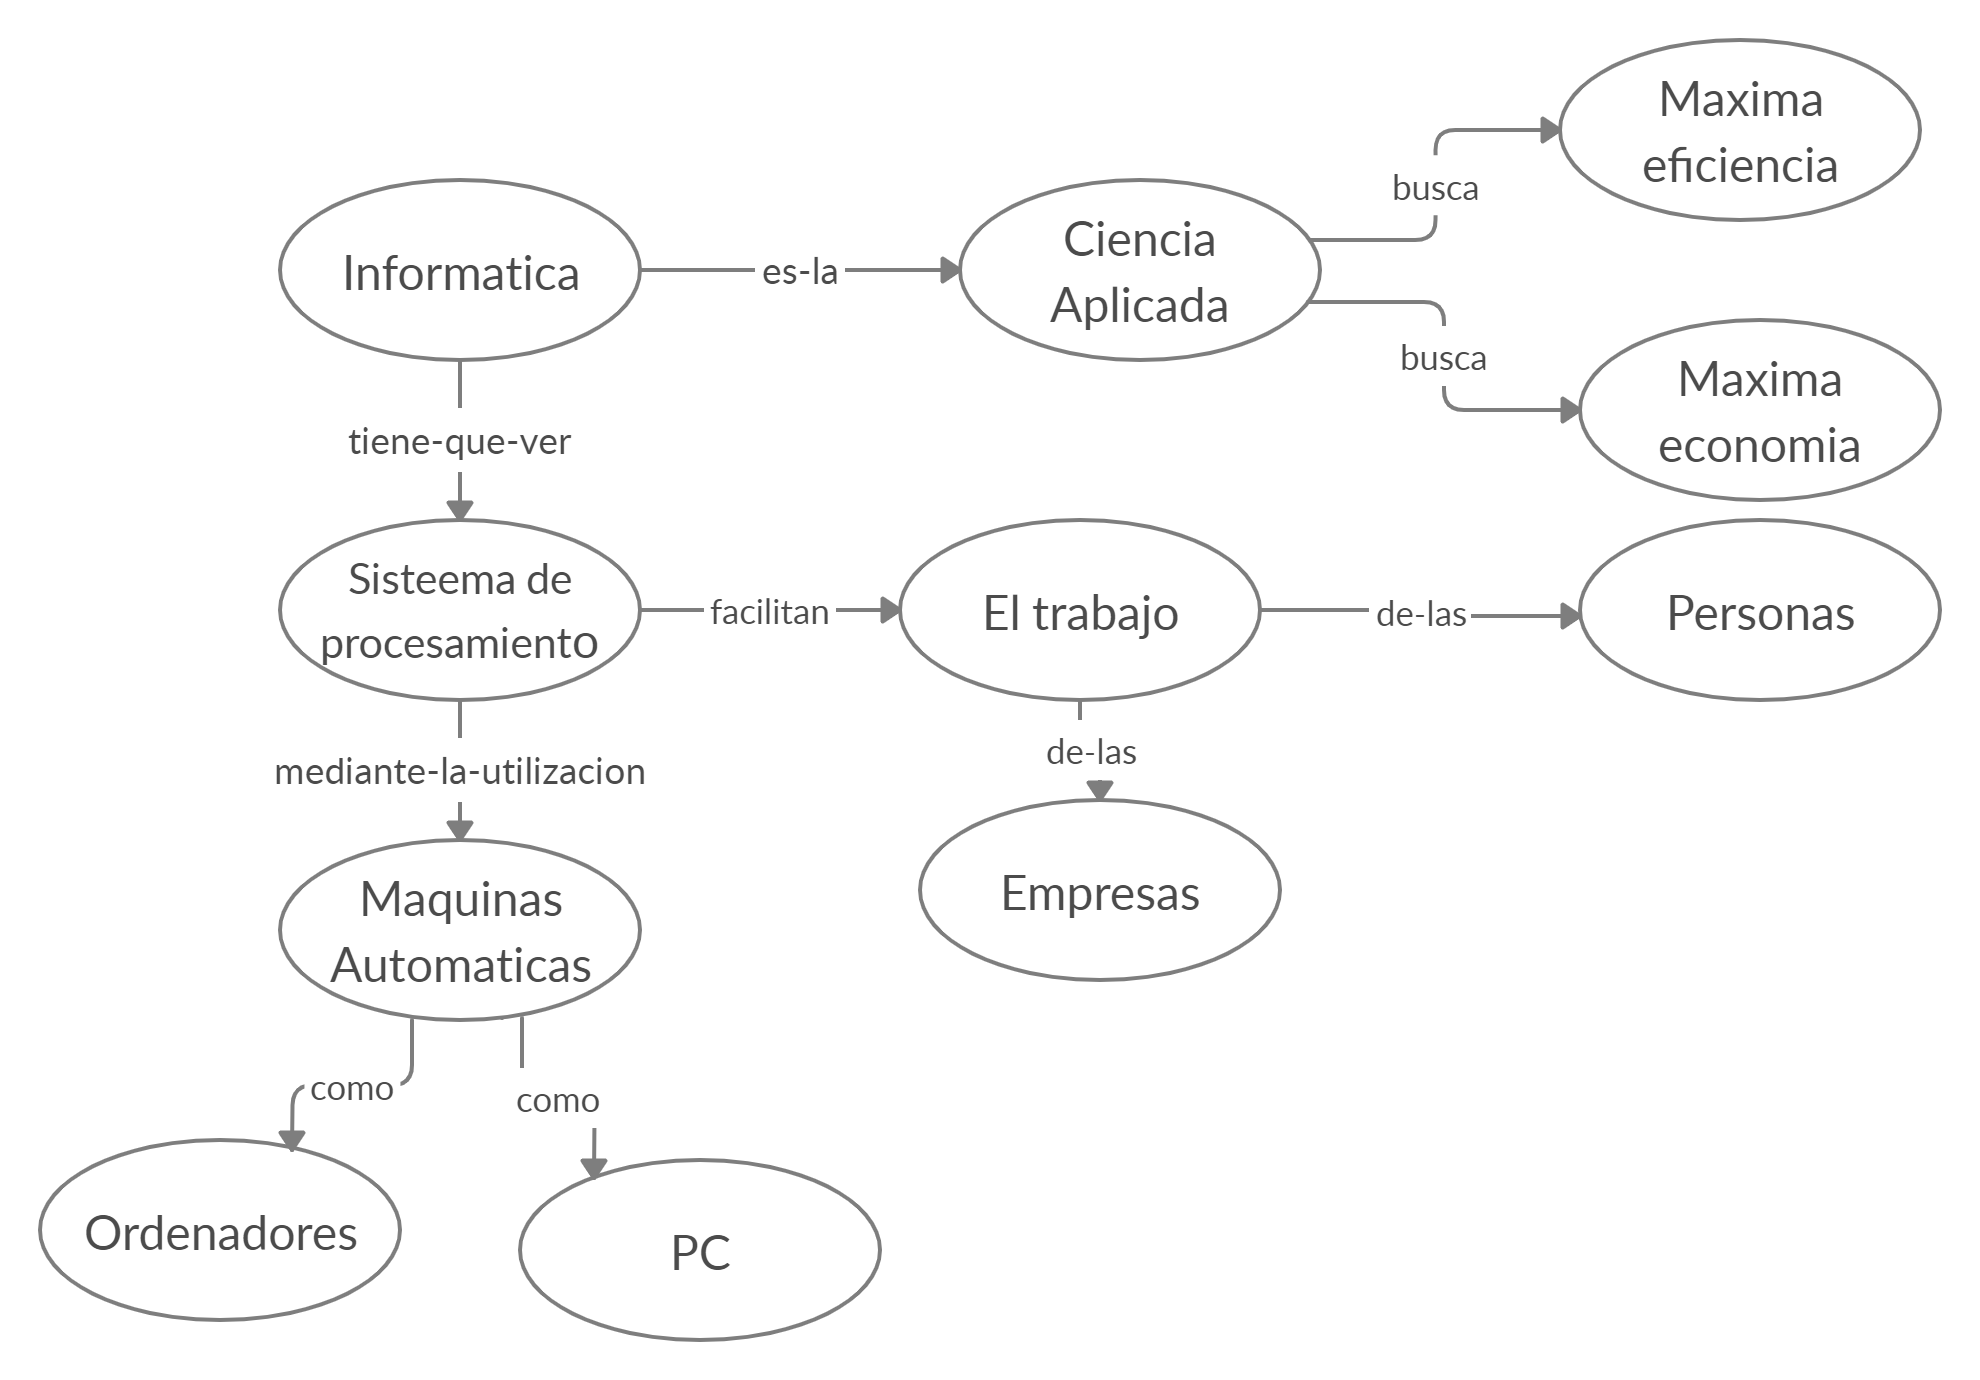 Maxima
eficiencia
busca
Informatica
es-la
Ciencia
Aplicada
busca
Maxima
economia
tiene-que-ver
Sisteema de
procesamiento
facilitan
El trabajo
de-las
Personas
mediante-la-utilizacion
de-las
Maquinas
Automaticas
Empresas
como
como
Ordenadores
PC